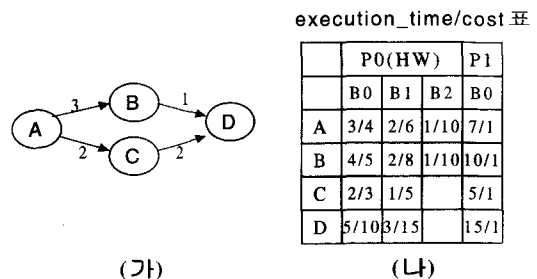 execution_time/cost 표
P0(HW) P1
B0 B1 B2 B0
A 3/4 2/6 1/10 7/1
B 4/5 2/8 1/10 10/1
C 2/3 1/5 5/1
D 5/10 3/15 15/1
A
3
2
B
C
1
2
D
(가)
(나)